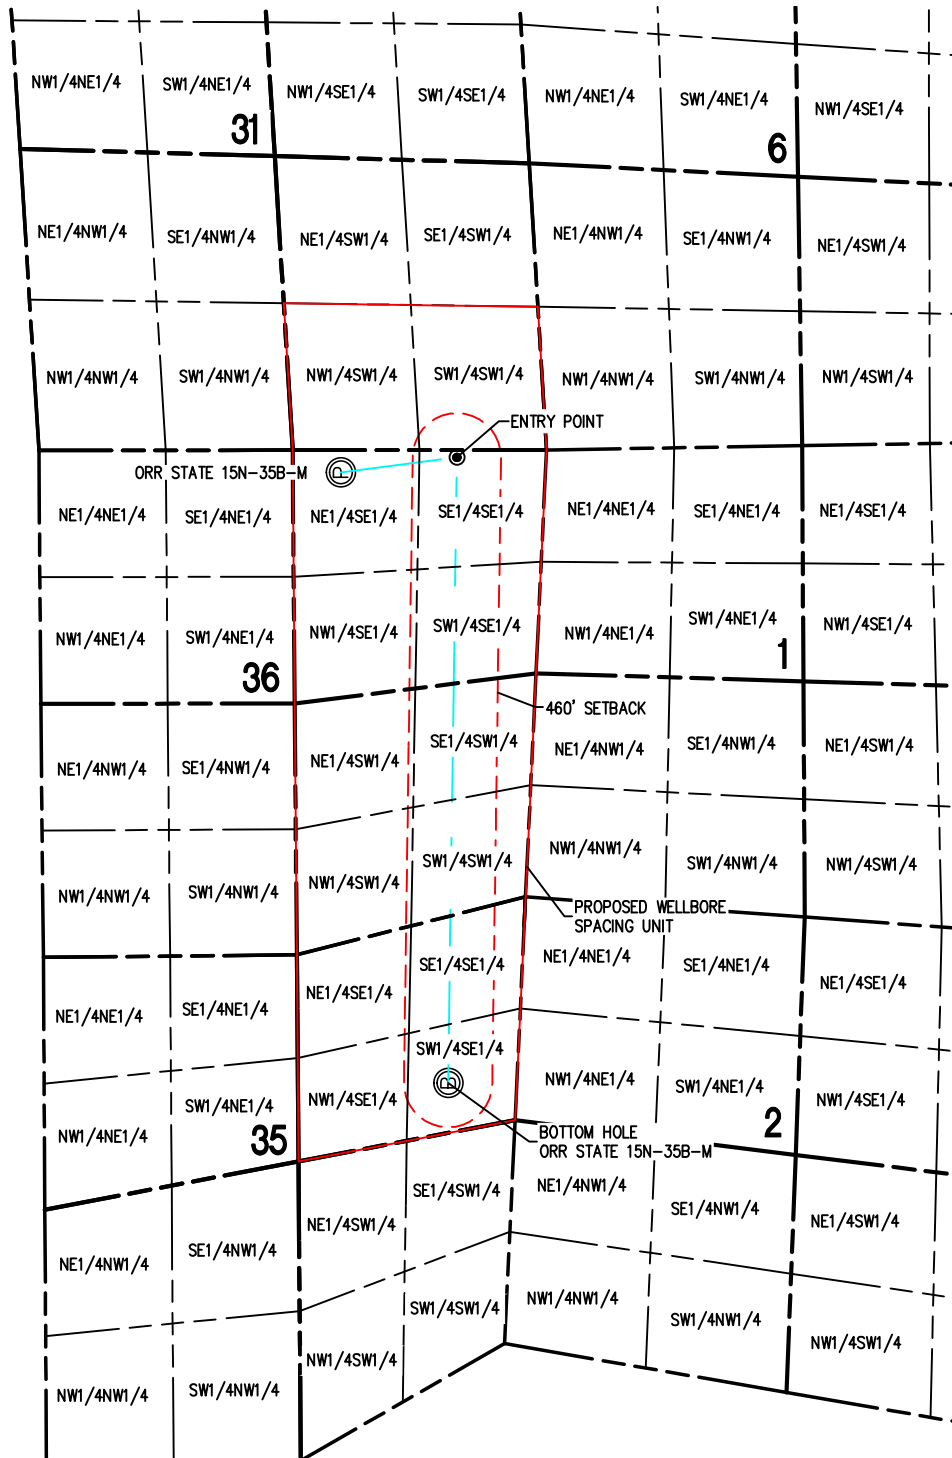 NW1/4NE1/4 SW1/4NE1/4 NW1/4SE1/4 SW1/4SE1/4 NW1/4NE1/4 SW1/4NE1/4 NW1/4SE1/4
31 6
NE1/4NW1/4 SE1/4NW1/4 NE1/4SW1/4 SE1/4SW1/4 NE1/4NW1/4 SE1/4NW1/4 NE1/4SW1/4
NW1/4NW1/4 SW1/4NW1/4 NW1/4SW1/4 SW1/4SW1/4 NW1/4NW1/4 SW1/4NW1/4 NW1/4SW1/4
ENTRY POINT
ORR STATE 15N-35B-M
NE1/4NE1/4 SE1/4NE1/4 NE1/4SE1/4 SE1/4SE1/4 NE1/4NE1/4 SE1/4NE1/4 NE1/4SE1/4
NW1/4NE1/4 SW1/4NE1/4 NW1/4SE1/4 SW1/4SE1/4 NW1/4NE1/4 SW1/4NE1/4 NW1/4SE1/4
36 1
460' SETBACK
NE1/4NW1/4 SE1/4NW1/4 NE1/4SW1/4 SE1/4SW1/4 NE1/4NW1/4 SE1/4NW1/4 NE1/4SW1/4
NW1/4NW1/4 SW1/4NW1/4 NW1/4SW1/4 SW1/4SW1/4 NW1/4NW1/4 SW1/4NW1/4 NW1/4SW1/4
PROPOSED WELLBORE
SPACING UNIT
NE1/4NE1/4 SE1/4NE1/4 NE1/4SE1/4 SE1/4SE1/4 NE1/4NE1/4 SE1/4NE1/4 NE1/4SE1/4
NW1/4NE1/4 SW1/4NE1/4 NW1/4SE1/4 SW1/4SE1/4 NW1/4NE1/4 SW1/4NE1/4 NW1/4SE1/4
35 2
BOTTOM HOLE
ORR STATE 15N-35B-M
NE1/4NW1/4 SE1/4NW1/4 NE1/4SW1/4 SE1/4SW1/4 NE1/4NW1/4 SE1/4NW1/4 NE1/4SW1/4
NW1/4NW1/4 SW1/4NW1/4 NW1/4SW1/4 SW1/4SW1/4 NW1/4NW1/4 SW1/4NW1/4 NW1/4SW1/4